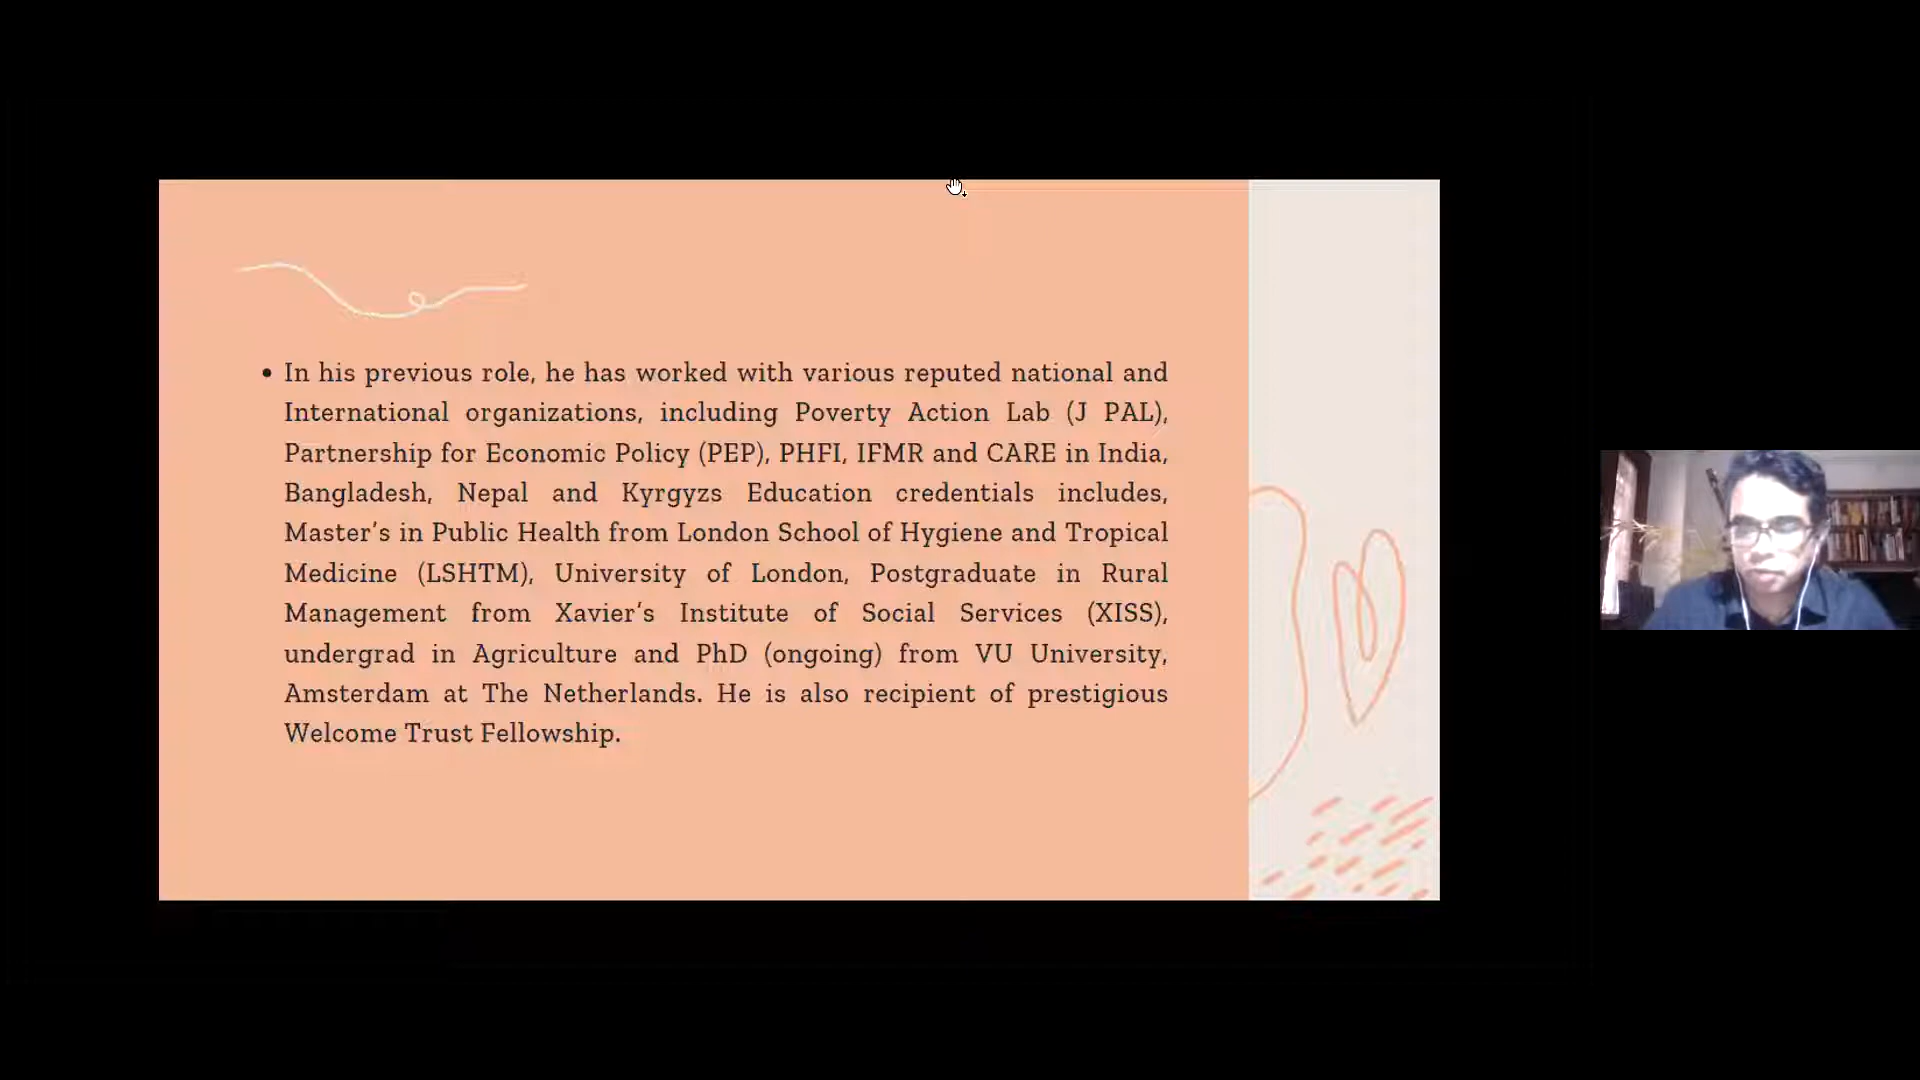 • In his previous role, he has worked with various reputed national and
International organizations, including Poverty Action Lab (J PAL),
Partnership for Economic Policy (PEP), PHFI, IFMR and CARE in India,
Bangladesh, Nepal and Kyrgyzs Education credentials includes,
Master's in Public Health from London School of Hygiene and Tropical
Medicine (LSHTM), University of London, Postgraduate in Rural
Management from Xavier's Institute of Social Services (XISS),
undergrad in Agriculture and PhD (ongoing) from VU University,
Amsterdam at The Netherlands. He is also recipient of prestigious
Welcome Trust Fellowship.